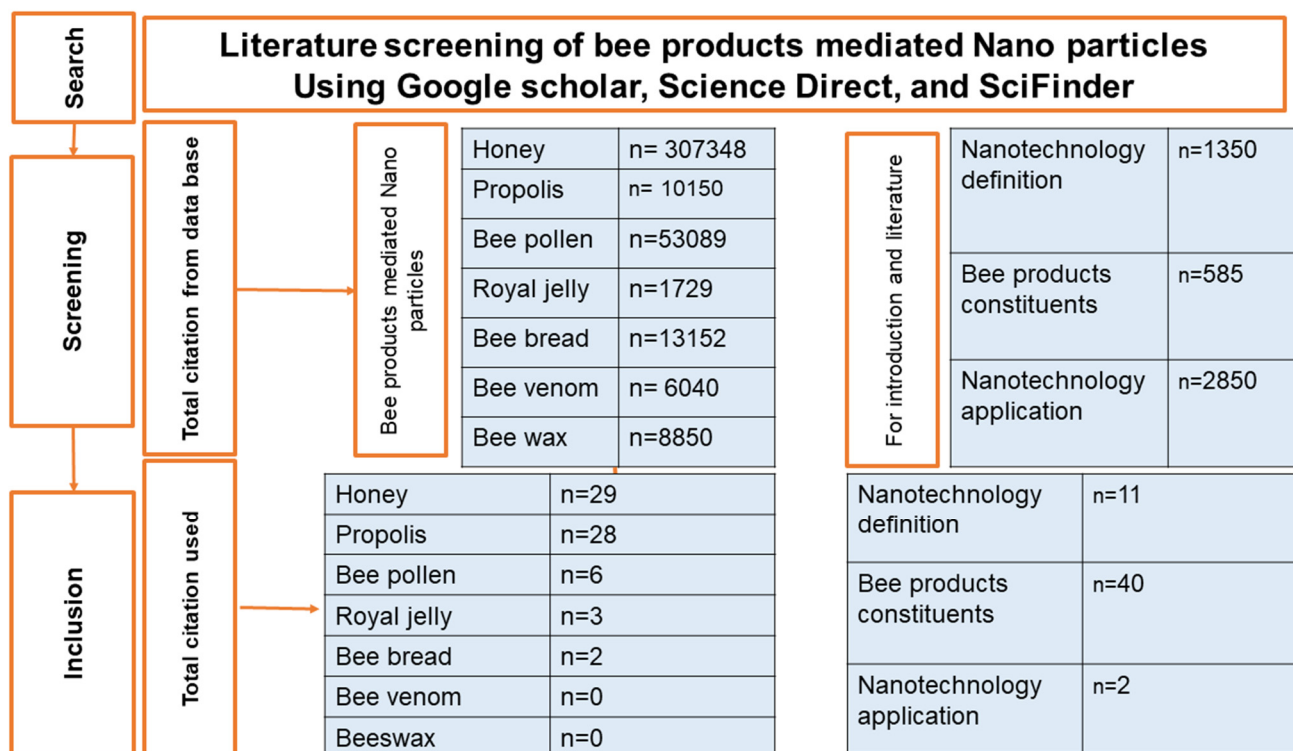 Search
Literature screening of bee products mediated Nano particles
Using Google scholar, Science Direct, and SciFinder
Screening
Total citation from data base
Bee products mediated Nano
particles
Honey n= 307348
Propolis n= 10150
Bee pollen n=53089
Royal jelly n=1729
Bee bread n=13152
Bee venom n= 6040
Bee wax n=8850
For introduction and literature
Nanotechnology n=1350
definition
Bee products n=585
constituents
Nanotechnology n=2850
application
Inclusion
Total citation used
Honey n=29
Propolis n=28
Bee pollen n=6
Royal jelly n=3
Bee bread n=2
Bee venom n=0
Beeswax n=0
Nanotechnology n=11
definition
Bee products n=40
constituents
Nanotechnology n=2
application